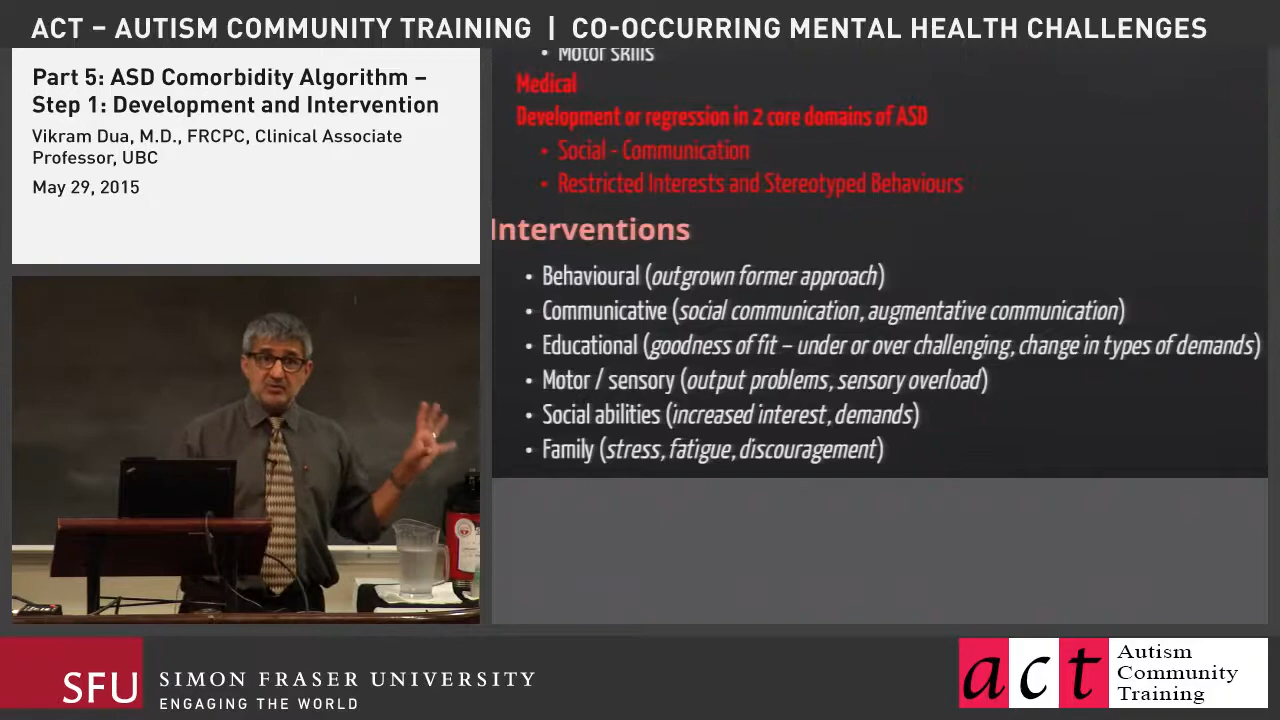 ACT – AUTISM COMMUNITY TRAINING | CO-OCCURRING MENTAL HEALTH CHALLENGES
Part 5: ASD Comorbidity Algorithm –
Step 1: Development and Intervention
Vikram Dua, M.D., FRCPC, Clinical Associate
Professor, UBC
May 29, 2015
• Motor skills
Medical
Development or regression in 2 core domains of ASD
• Social - Communication
• Restricted Interests and Stereotyped Behaviours
Interventions
• Behavioural (outgrown former approach)
• Communicative (social communication, augmentative communication)
• Educational (goodness of fit – under or over challenging, change in types of demands)
• Motor / sensory (output problems, sensory overload)
• Social abilities (increased interest, demands)
• Family (stress, fatigue, discouragement)
SFU SIMON FRASER UNIVERSITY
ENGAGING THE WORLD
act
Autism
Community
Training